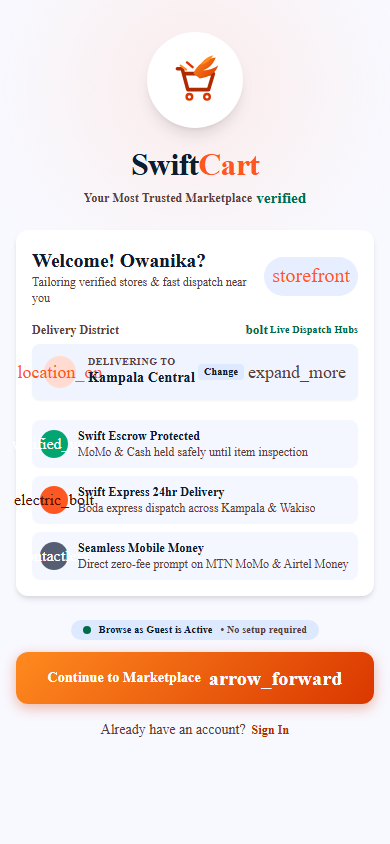 SwiftCart
Your Most Trusted Marketplace verified
Welcome! Owanika?
Tailoring verified stores & fast dispatch near you
storefront
Delivery District
bolt Live Dispatch Hubs
location_on
DELIVERING TO
Kampala Central
Change
expand_more
Swift Escrow Protected
MoMo & Cash held safely until item inspection
electric_bolt
Swift Express 24hr Delivery
Boda express dispatch across Kampala & Wakiso
Seamless Mobile Money
Direct zero-fee prompt on MTN MoMo & Airtel Money
Browse as Guest is Active • No setup required
Continue to Marketplace arrow_forward
Already have an account? Sign In